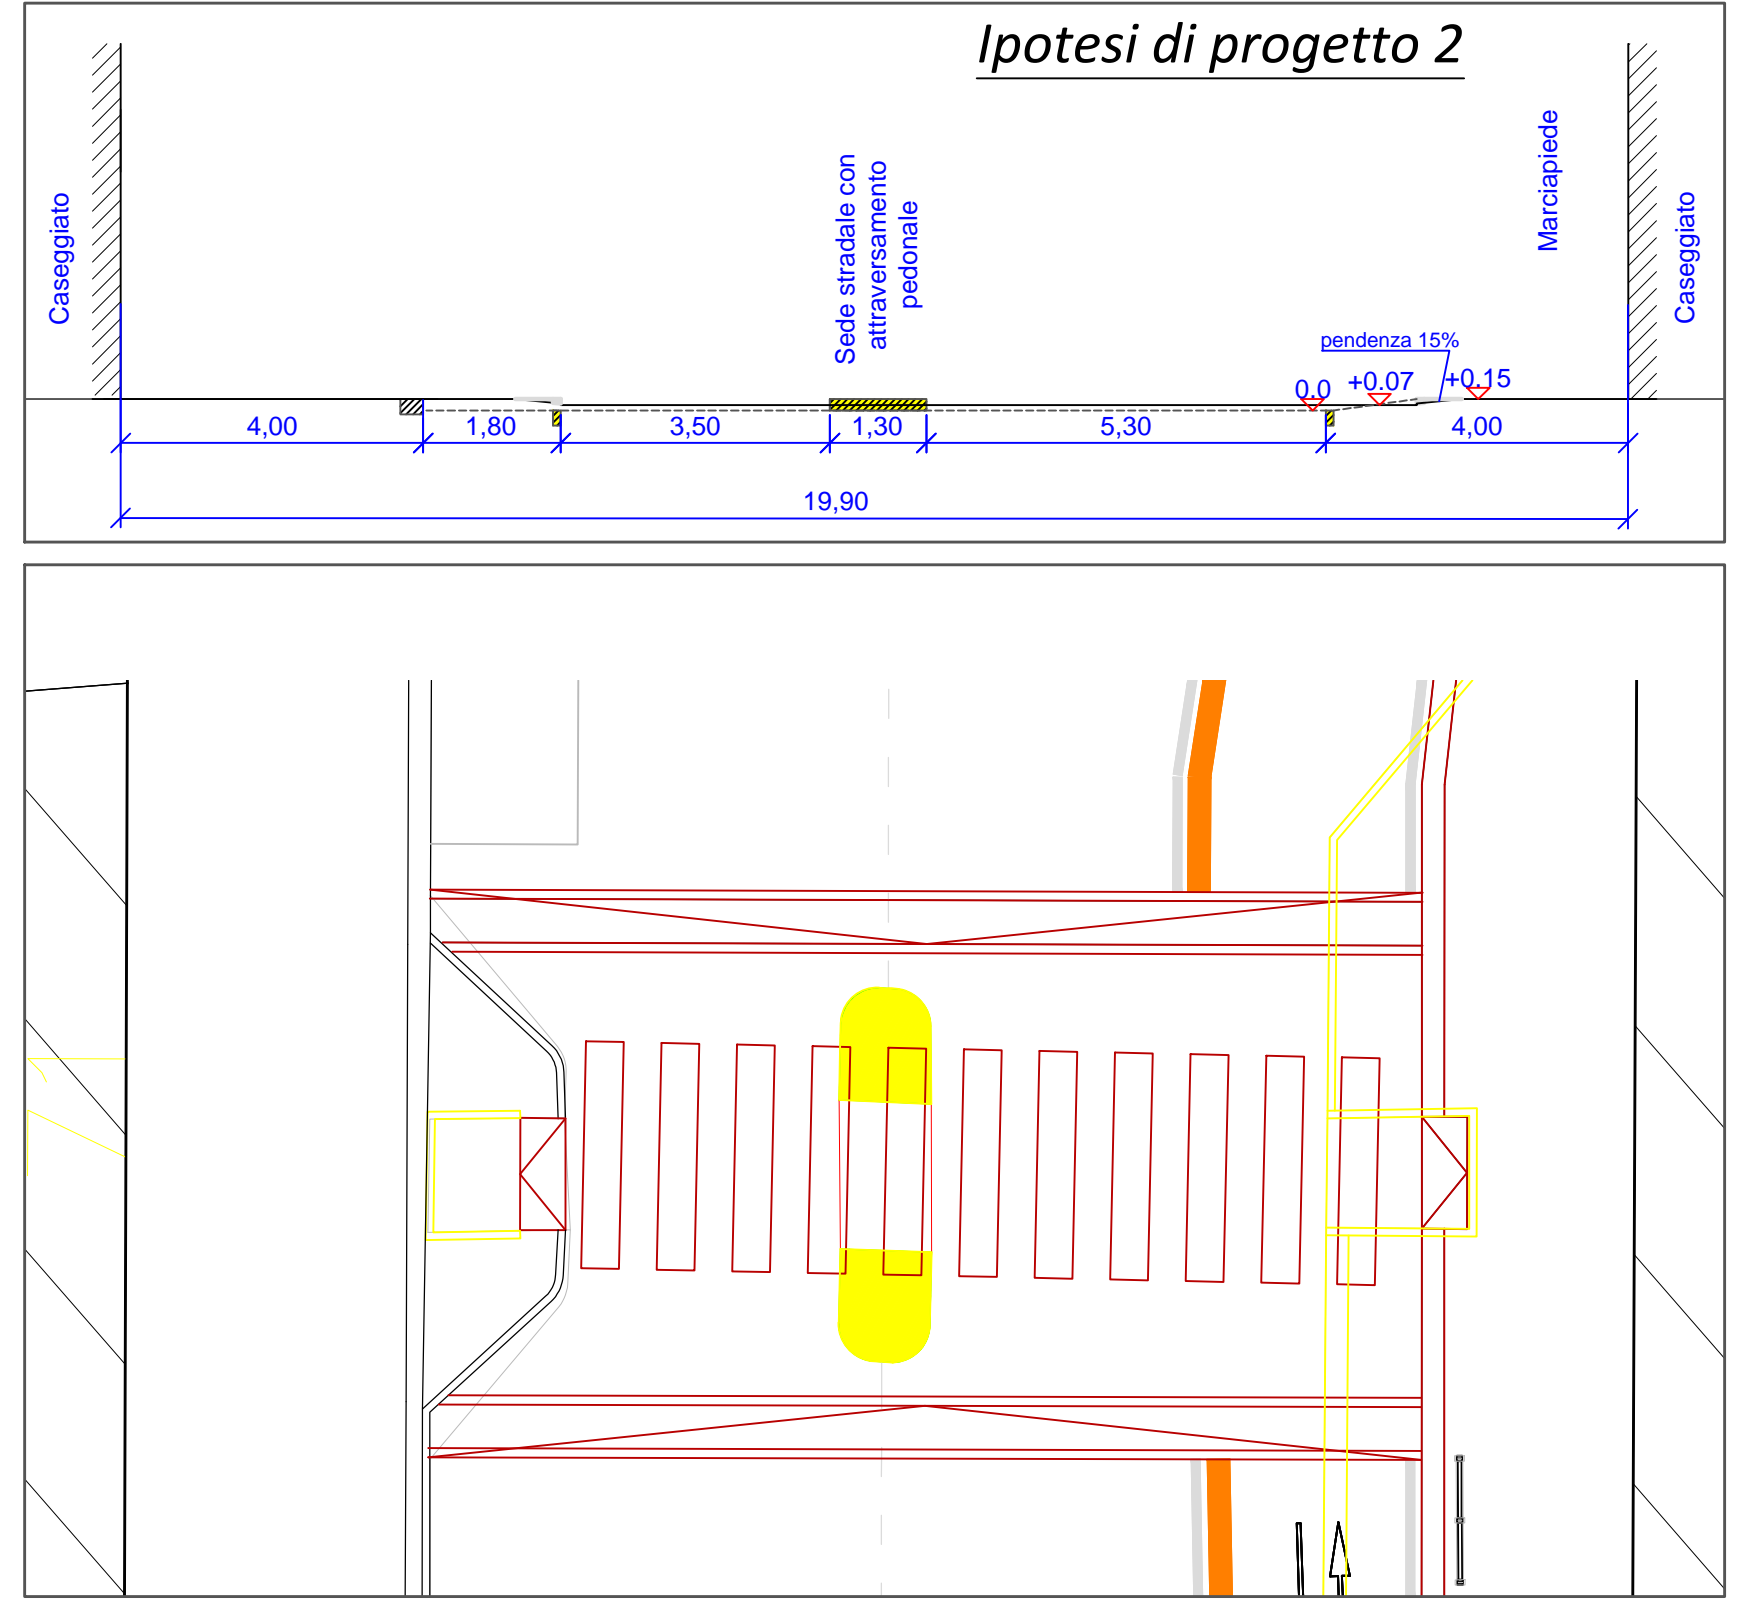 Ipotesi di progetto 2
Caseggiato
Sede stradale con
attraversamento
pedonale
Marciapiede
Caseggiato
pendenza 15%
0.0
+0.07
+0.15
4,00
1,80
3,50
1,30
5,30
4,00
19,90